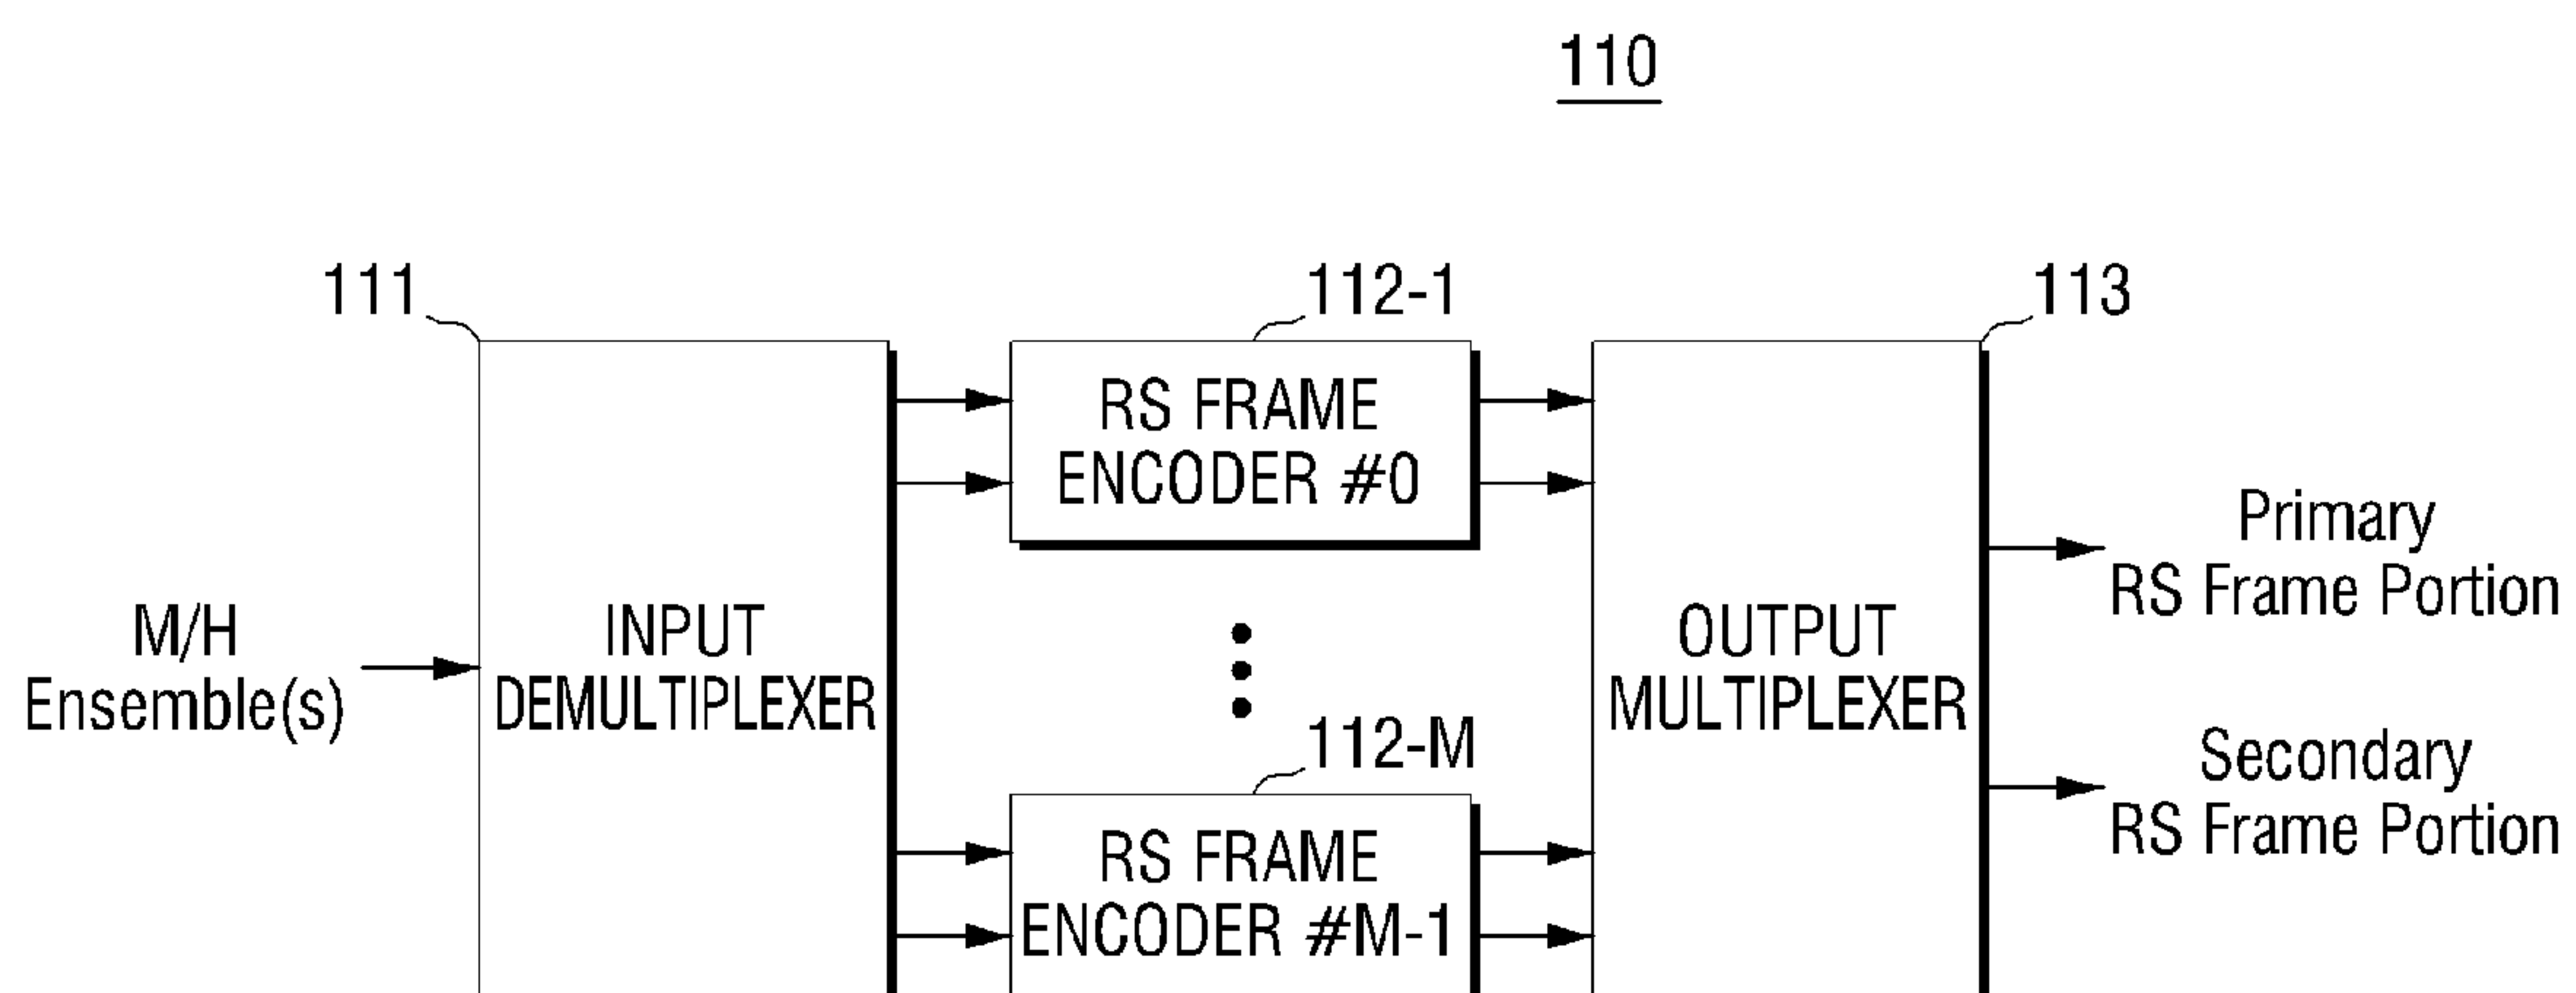 110
111
112-1
113
RS FRAME
ENCODER #0
M/H
Ensemble(s)
INPUT
DEMULTIPLEXER
OUTPUT
MULTIPLEXER
Primary
RS Frame Portion
Secondary
RS Frame Portion
112-M
RS FRAME
ENCODER #M-1